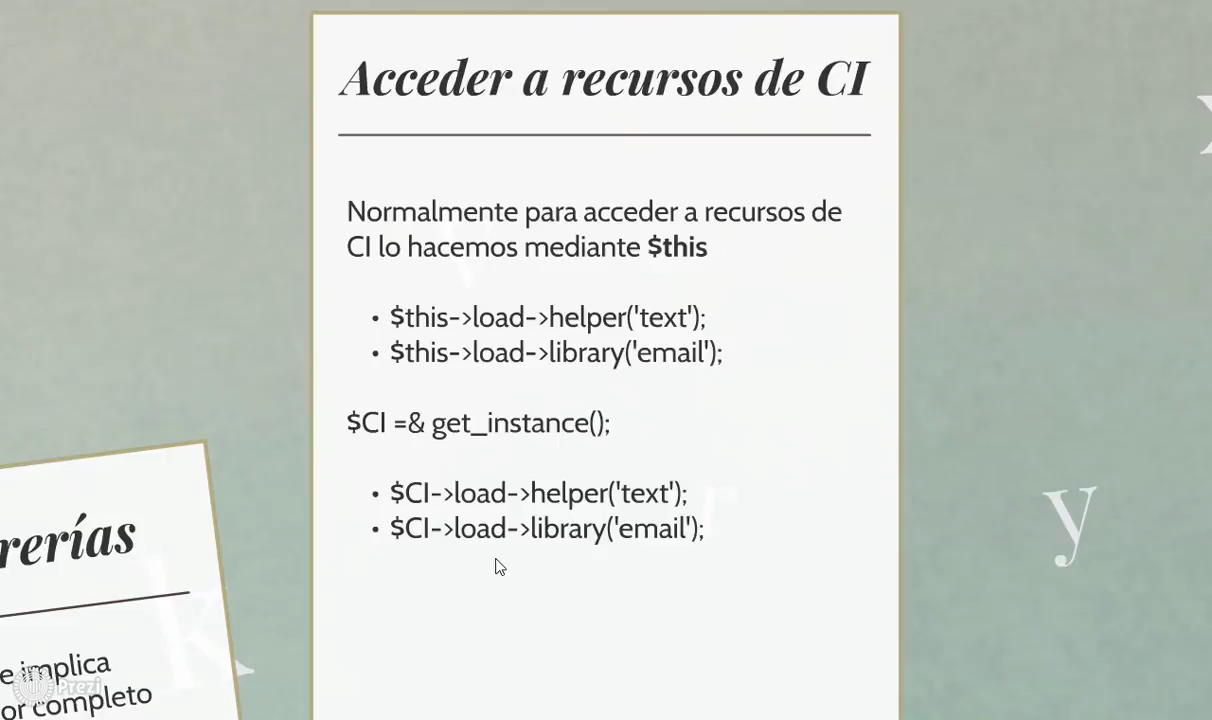 Acceder a recursos de CI
Normalmente para acceder a recursos de
CI lo hacemos mediante $this
• $this->load->helper('text');
• $this->load->library('email');
$CI =& get_instance();
• $CI->load->helper('text');
• $CI->load->library('email');
rerías
e implica
or completo
Prezi
y
k